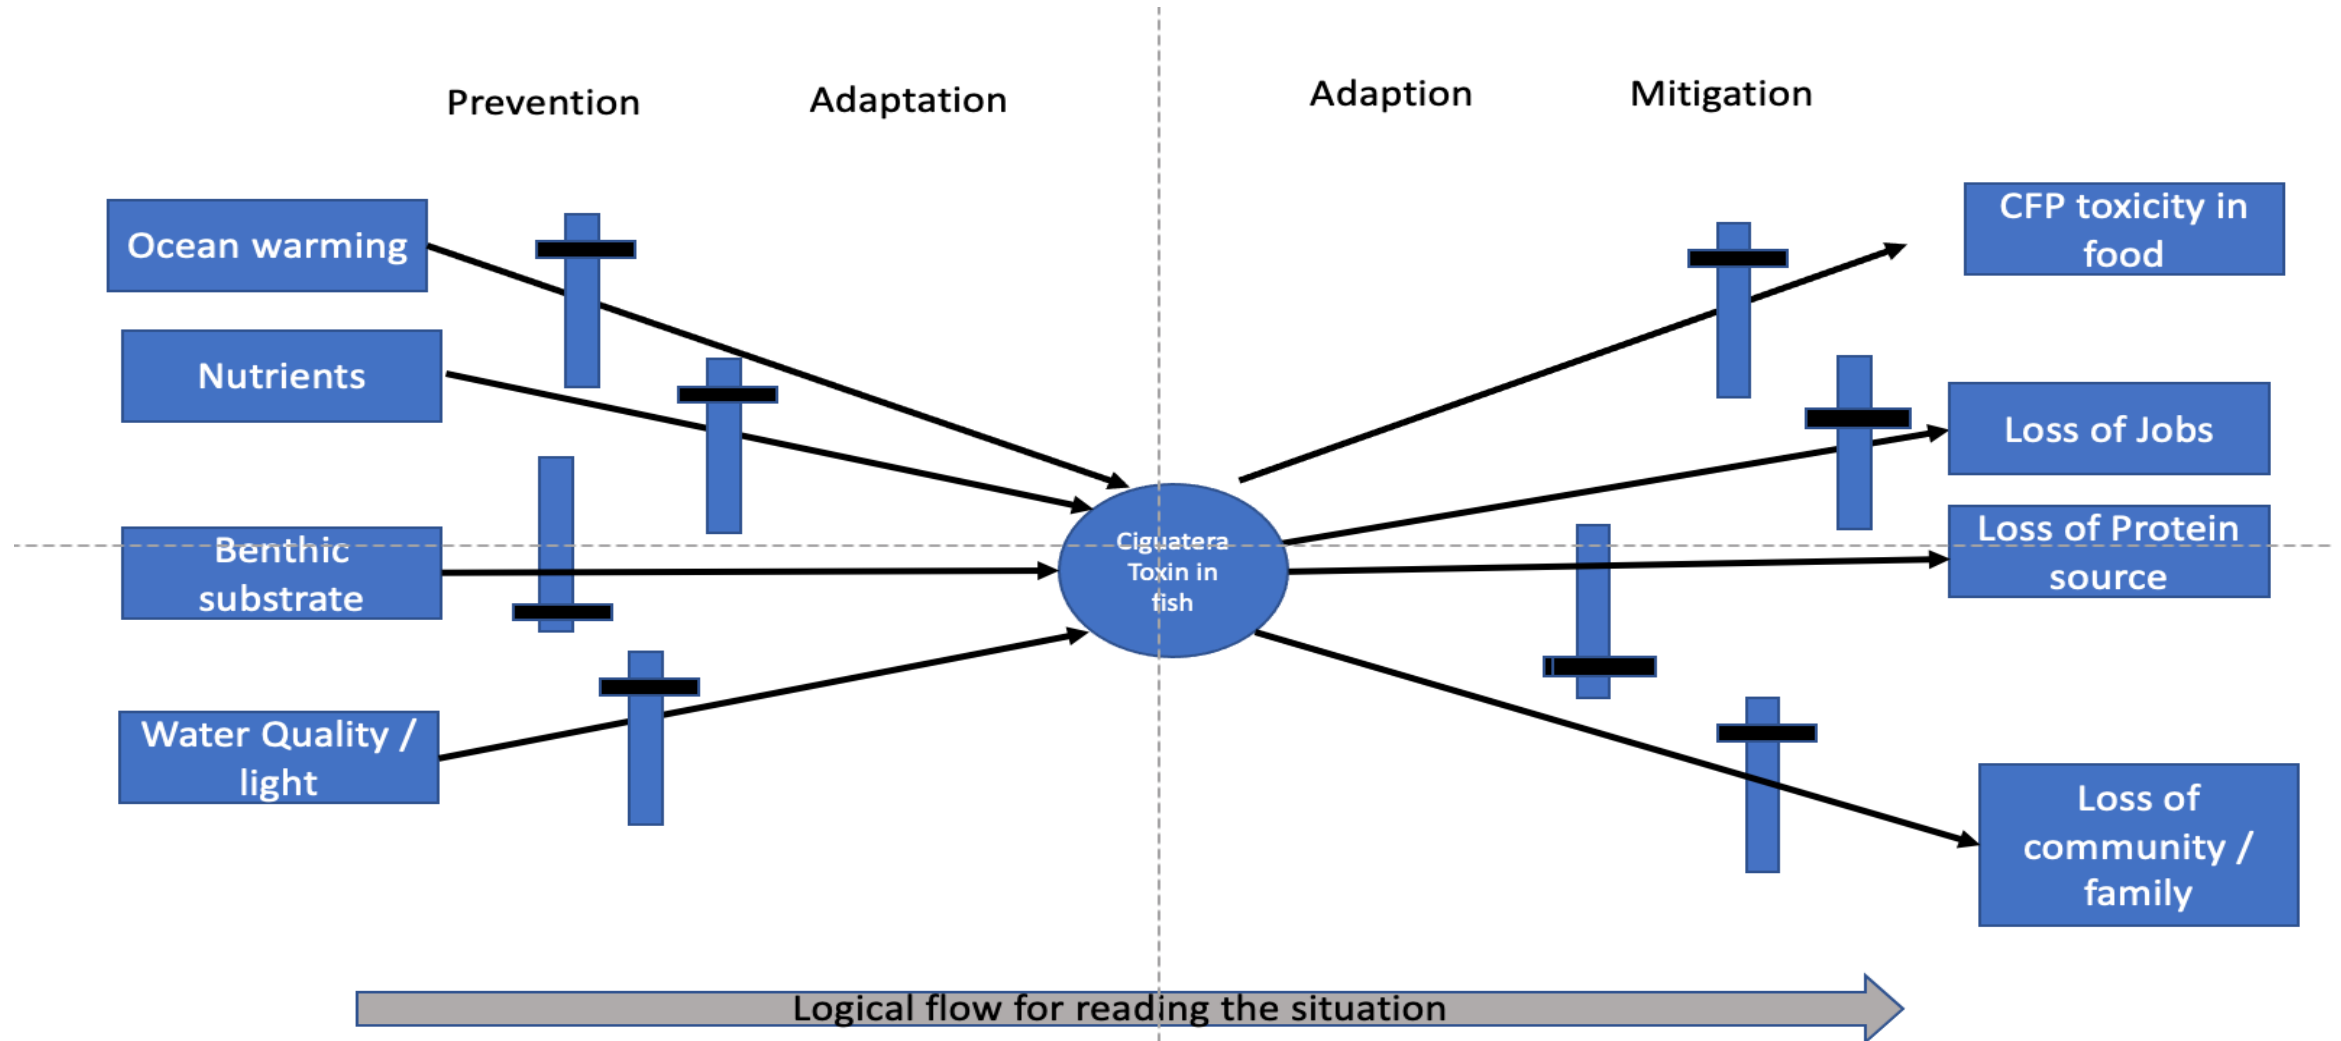 Prevention
Adaptation
Adaption
Mitigation
Ocean warming
Nutrients
Benthic
substrate
Water Quality /
light
Ciguatera
Toxin in
fish
CFP toxicity in
food
Loss of Jobs
Loss of Protein
source
Loss of
community /
family
Logical flow for reading the situation